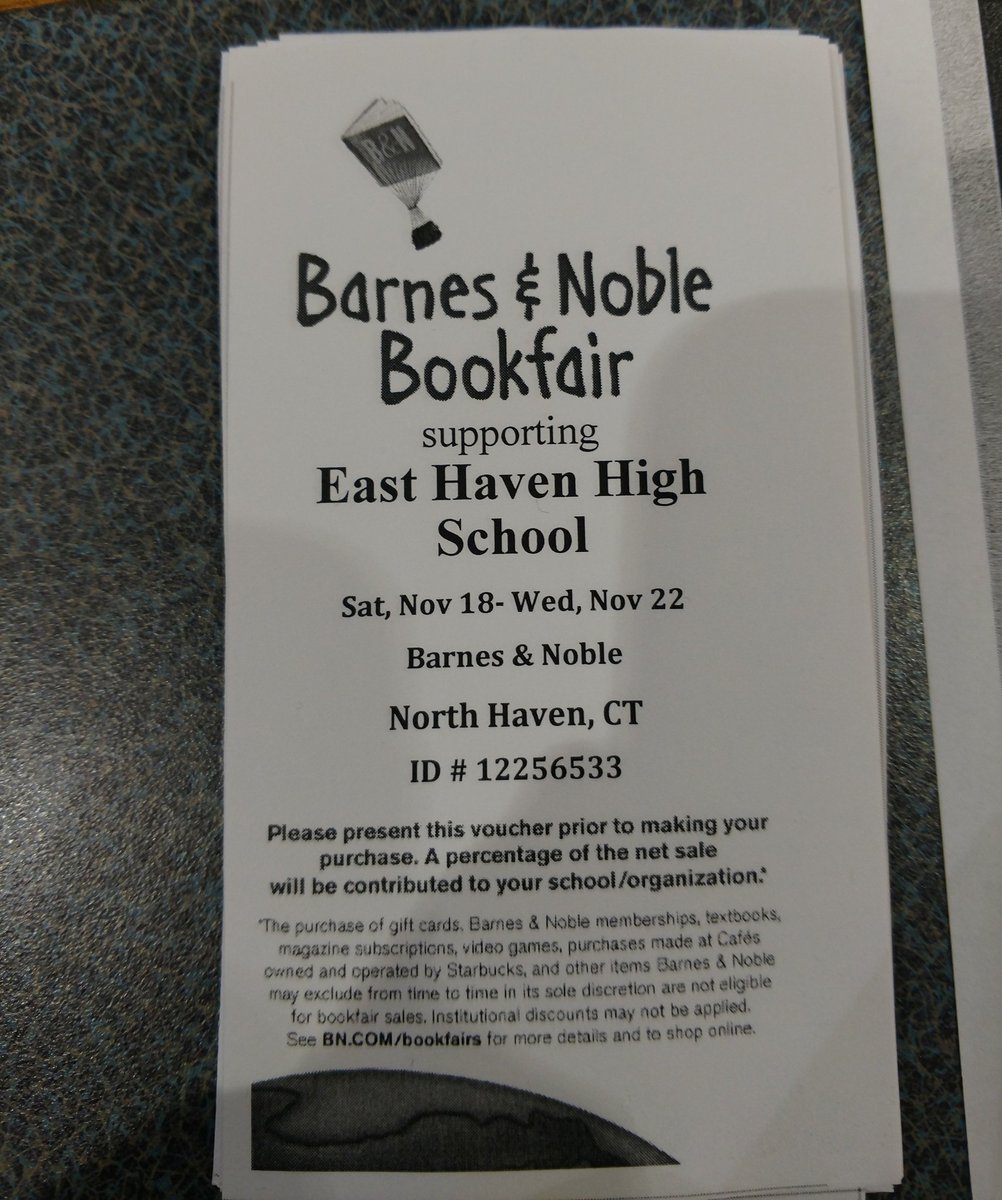 B&N
Barnes & Noble
Bookfair
supporting
East Haven High
School
Sat, Nov 18- Wed, Nov 22
Barnes & Noble
North Haven, CT
ID # 12256533
Please present this voucher prior to making your
purchase. A percentage of the net sale
will be contributed to your school/organization.*
*The purchase of gift cards, Barnes & Noble memberships, textbooks,
magazine subscriptions, video games, purchases made at Cafés
owned and operated by Starbucks, and other items Barnes & Noble
may exclude from time to time in its sole discretion are not eligible
for bookfair sales. Institutional discounts may not be applied.
See BN.COM/bookfairs for more details and to shop online.